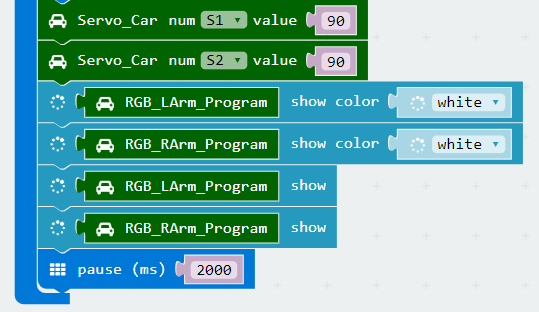 Servo_Car num S1 value 90
Servo_Car num S2 value 90
RGB_LArm_Program show color white
RGB_RArm_Program show color white
RGB_LArm_Program show
RGB_RArm_Program show
pause (ms) 2000